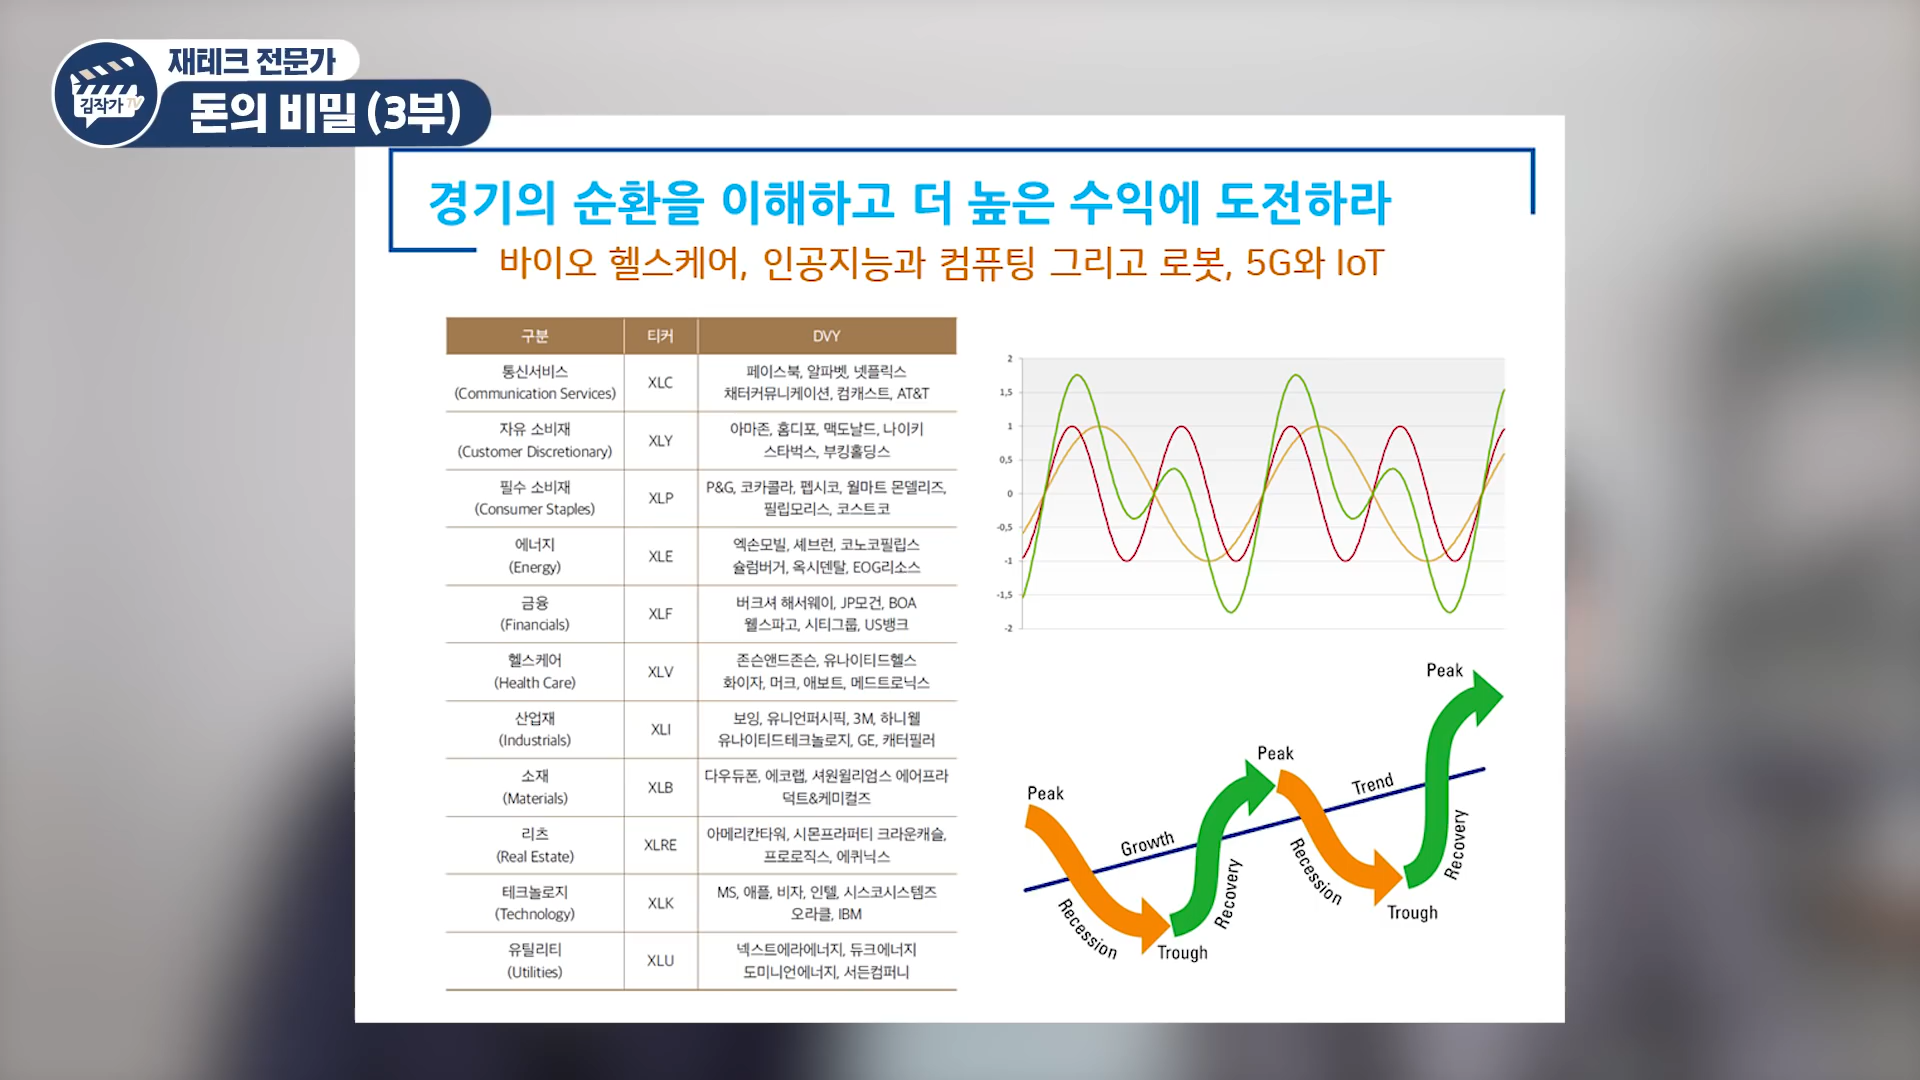 재테크 전문가
김작가 TV
돈의 비밀 (3부)
경기의 순환을 이해하고 더 높은 수익에 도전하라
바이오 헬스케어, 인공지능과 컴퓨팅 그리고 로봇, 5G와 IoT
구분 티커 DVY
통신서비스
(Communication Services)
XLC
페이스북, 알파벳, 넷플릭스
채터커뮤니케이션, 컴캐스트, AT&T
자유 소비재
(Customer Discretionary)
XLY
아마존, 홈디포, 맥도날드, 나이키
스타벅스, 부킹홀딩스
필수 소비재
(Consumer Staples)
XLP
P&G, 코카콜라, 펩시코, 월마트 몬델리즈,
필립모리스, 코스트코
에너지
(Energy)
XLE
엑손모빌, 셰브런, 코노코필립스
슐럼버거, 옥시덴탈, EOG리소스
금융
(Financials)
XLF
버크셔 해서웨이, JP모건, BOA
웰스파고, 시티그룹, US뱅크
헬스케어
(Health Care)
XLV
존슨앤드존슨, 유나이티드헬스
화이자, 머크, 애보트, 메드트로닉스
산업재
(Industrials)
XLI
보잉, 유니언퍼시픽, 3M, 하니웰
유나이티드테크놀로지, GE, 캐터필러
소재
(Materials)
XLB
다우듀폰, 에코랩, 셔윈윌리엄스 에어프라
덕트&케미컬즈
리츠
(Real Estate)
XLRE
아메리칸타워, 시몬프라퍼티 크라운캐슬,
프로로직스, 에퀴닉스
테크놀로지
(Technology)
XLK
MS, 애플, 비자, 인텔, 시스코시스템즈
오라클, IBM
유틸리티
(Utilities)
XLU
넥스트에라에너지, 듀크에너지
도미니언에너지, 서든컴퍼니
2
1,5
1
0,5
0
-0,5
-1
-1,5
-2
Peak
Recession
Growth
Trough
Recovery
Peak
Recession
Trend
Trough
Recovery
Peak